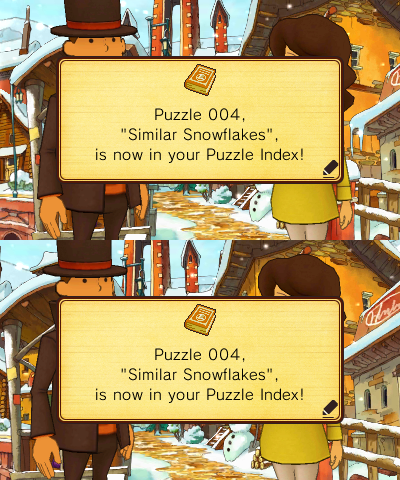 Puzzle 004,
"Similar Snowflakes",
is now in your Puzzle Index!
Puzzle 004,
"Similar Snowflakes",
is now in your Puzzle Index!